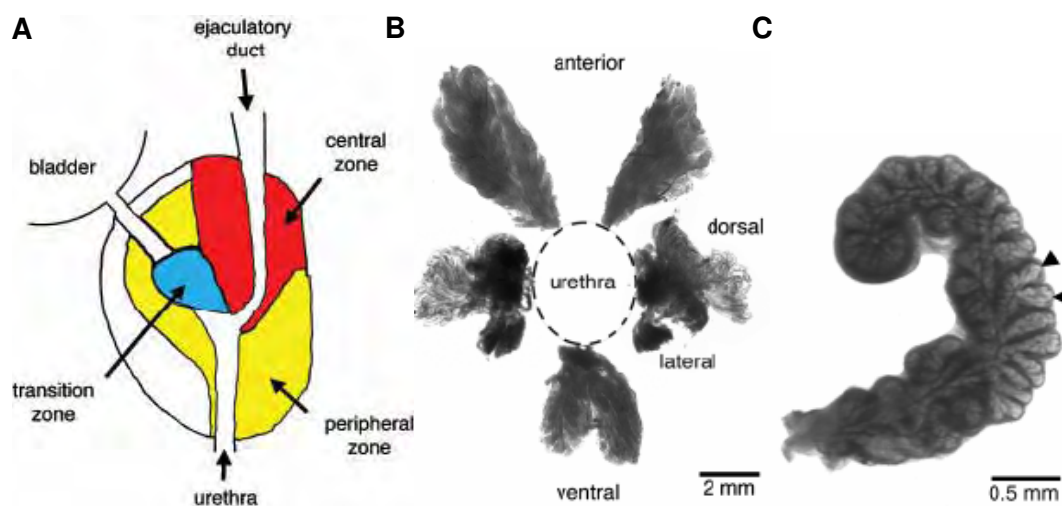 A
ejaculatory
duct
bladder
central
zone
transition
zone
peripheral
zone
urethra
B
anterior
dorsal
urethra
lateral
ventral
2 mm
C
0.5 mm